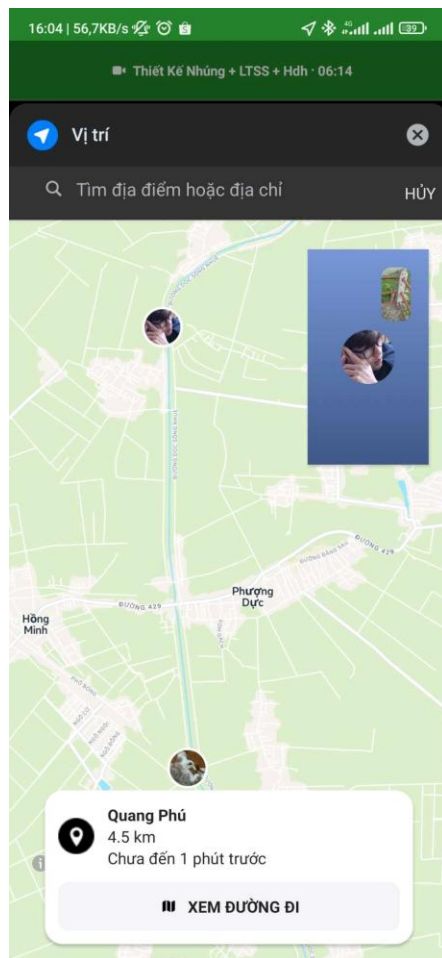 16:04 | 56,7KB/s
4G
39
Thiết Kế Nhúng + LTSS + Hdh · 06:14
Vị trí
Tìm địa điểm hoặc địa chỉ
HỦY
ĐƯỜNG 429
ĐƯỜNG 429
Phượng
Dực
Hồng
Minh
Quang Phú
4.5 km
Chưa đến 1 phút trước
XEM ĐƯỜNG ĐI